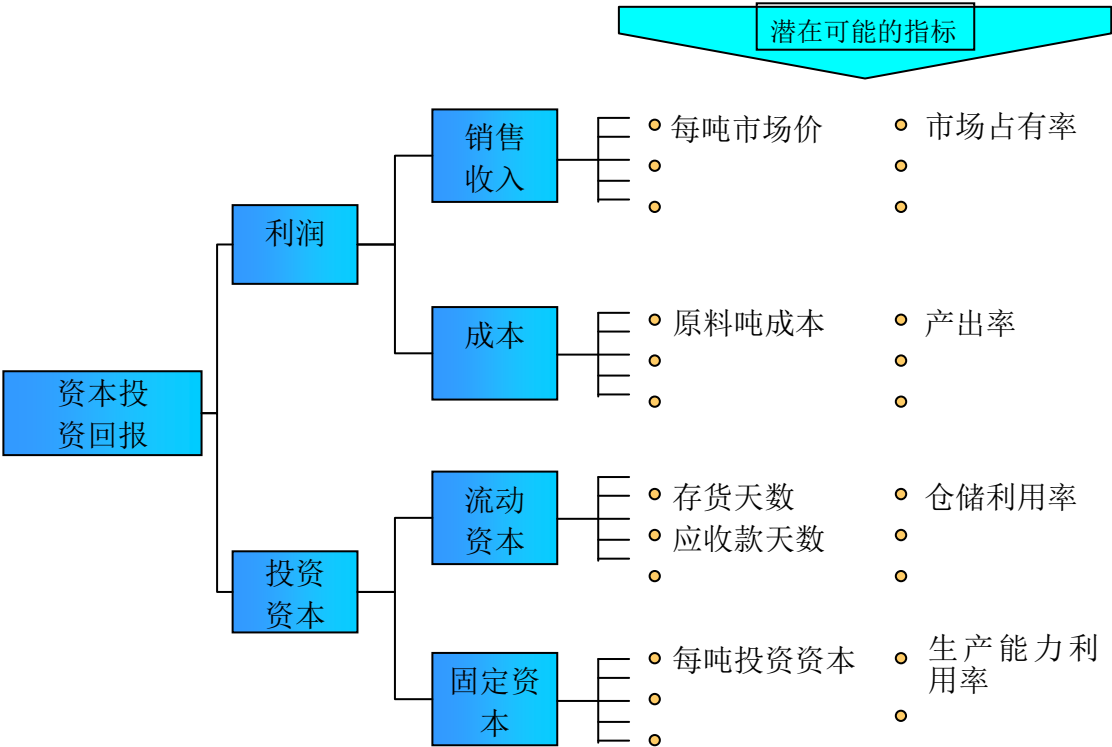 潜在可能的指标
销售
收入
每吨市场价
市场占有率
利润
成本
原料吨成本
产出率
资本投
资回报
流动
资本
存货天数
应收款天数
仓储利用率
投资
资本
固定资
本
每吨投资资本
生产能力利
用率